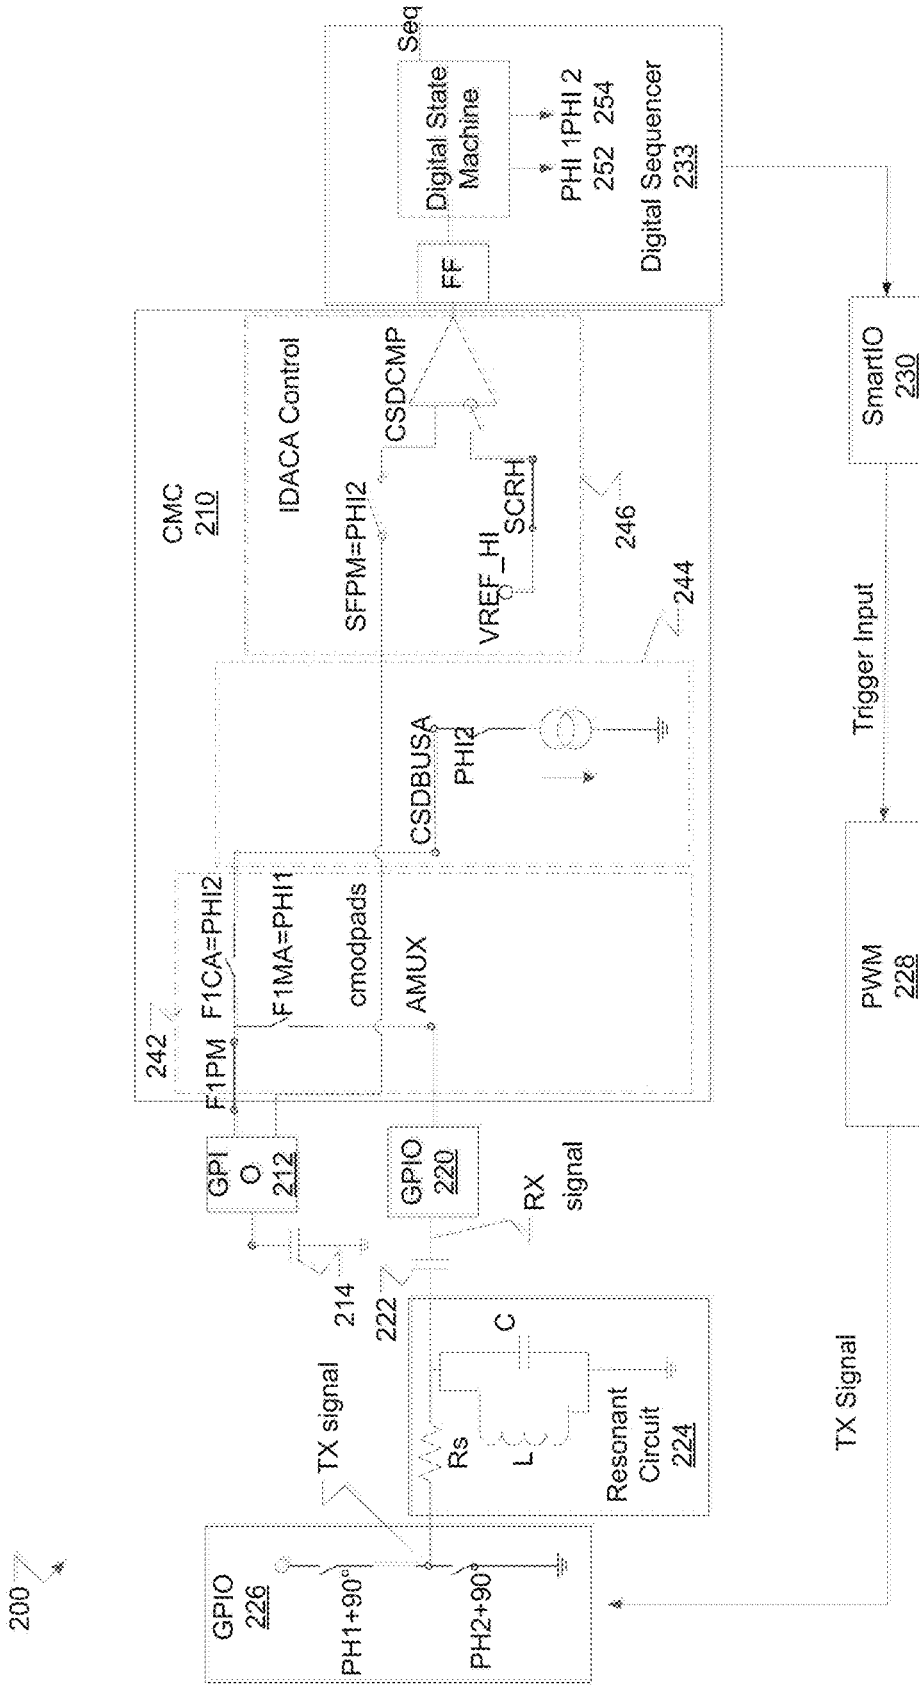 200
GPIO
226
PH1+90°
PH2+90°
TX signal
Rs
L
C
Resonant
Circuit
224
222
214
RX
signal
GPI
O
212
GPIO
220
CMC
210
242
F1PM
F1CA=PHI2
F1MA=PHI1
cmodpads
AMUX
CSDBUSA
PHI2
244
IDACA Control
SFPM=PHI2
CSDCMP
VREF_HI
SCRH
246
FF
Digital State
Machine
Seq
PHI 1PHI 2
252 254
Digital Sequencer
233
SmartIO
230
Trigger Input
PWM
228
TX Signal